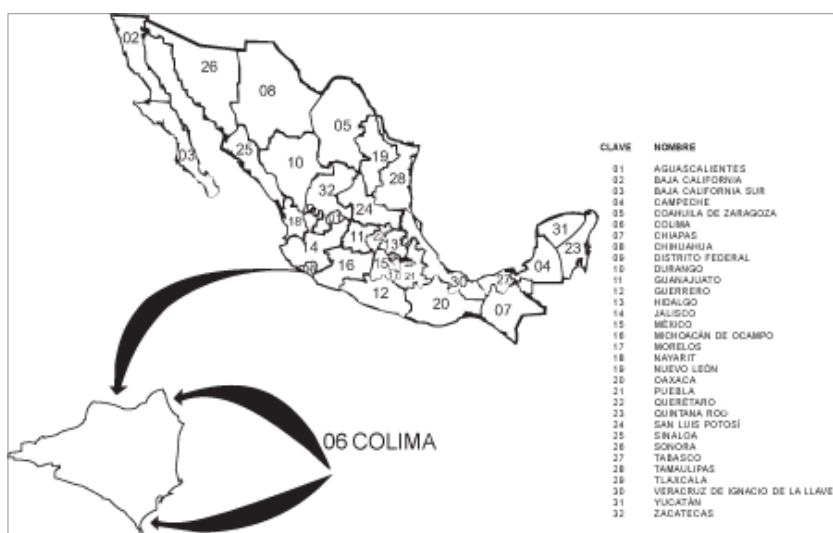 02
26
08
05
03
25
10
19
28
32
24
18
01
14
11
13
31
23
04
16
15
12
30
27
20
07
21
06 COLIMA
CLAVE NOMBRE
01 AGUASCALIENTES
02 BAJA CALIFORNIA
03 BAJA CALIFORNIA SUR
04 CAMPECHE
05 COAHUILA DE ZARAGOZA
06 COLIMA
07 CHIAPAS
08 CHIHUAHUA
09 DISTRITO FEDERAL
10 DURANGO
11 GUANAJUATO
12 GUERRERO
13 HIDALGO
14 JALISCO
15 MÉXICO
16 MICHOACÁN DE OCAMPO
17 MORELOS
18 NAYARIT
19 NUEVO LEÓN
20 OAXACA
21 PUEBLA
22 QUERÉTARO
23 QUINTANA ROO
24 SAN LUIS POTOSÍ
25 SINALOA
26 SONORA
27 TABASCO
28 TAMAULIPAS
29 TLAXCALA
30 VERACRUZ DE IGNACIO DE LA LLAVE
31 YUCATÁN
32 ZACATECAS